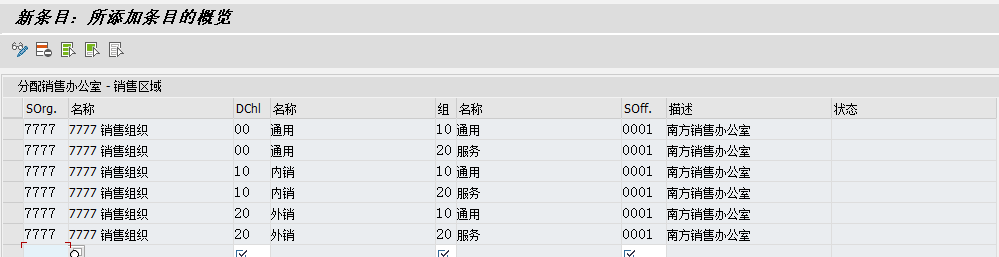 新条目：所添加条目的概览
分配销售办公室 - 销售区域
SOrg. 名称 DChl 名称 组 名称 SOff. 描述 状态
7777 7777 销售组织 00 通用 10 通用 0001 南方销售办公室
7777 7777 销售组织 00 通用 20 服务 0001 南方销售办公室
7777 7777 销售组织 10 内销 10 通用 0001 南方销售办公室
7777 7777 销售组织 10 内销 20 服务 0001 南方销售办公室
7777 7777 销售组织 20 外销 10 通用 0001 南方销售办公室
7777 7777 销售组织 20 外销 20 服务 0001 南方销售办公室